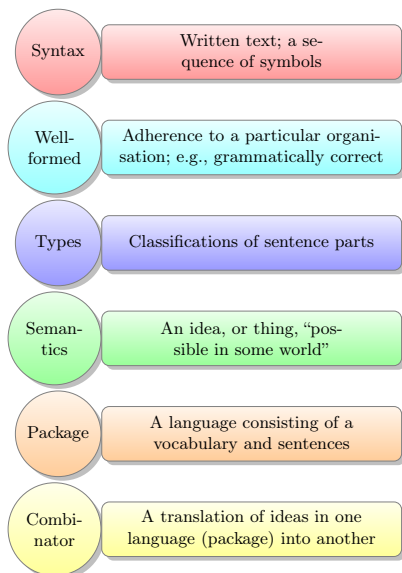 Syntax
Written text; a se-
quence of symbols
Well-
formed
Adherence to a particular organi-
sation; e.g., grammatically correct
Types
Classifications of sentence parts
Seman-
tics
An idea, or thing, “pos-
sible in some world”
Package
A language consisting of a
vocabulary and sentences
Combi-
nator
A translation of ideas in one
language (package) into another